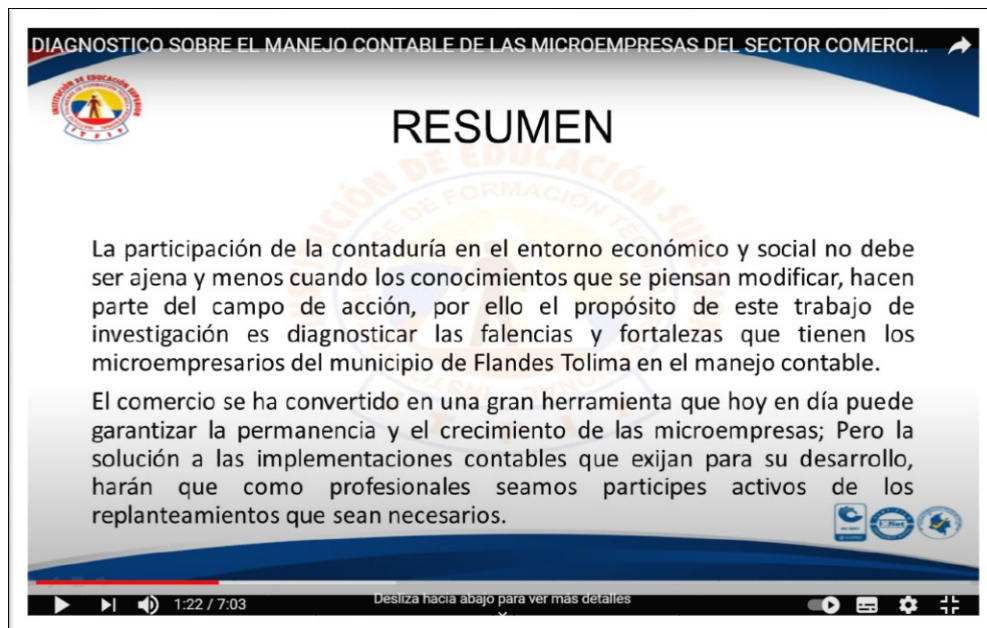 DIAGNOSTICO SOBRE EL MANEJO CONTABLE DE LAS MICROEMPRESAS DEL SECTOR COMERCI...
RESUMEN
La participación de la contaduría en el entorno económico y social no debe
ser ajena y menos cuando los conocimientos que se piensan modificar, hacen
parte del campo de acción, por ello el propósito de este trabajo de
investigación es diagnosticar las falencias y fortalezas que tienen los
microempresarios del municipio de Flandes Tolima en el manejo contable.
El comercio se ha convertido en una gran herramienta que hoy en día puede
garantizar la permanencia y el crecimiento de las microempresas; Pero la
solución a las implementaciones contables que exijan para su desarrollo,
harán que como profesionales seamos participes activos de los
replanteamientos que sean necesarios.
1:22 / 7:03
Desliza hacia abajo para ver más detalles